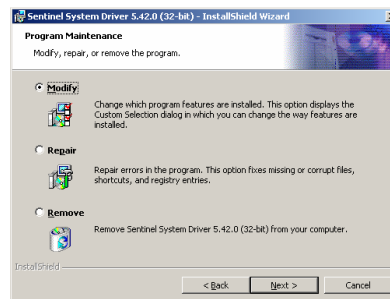 Sentinel System Driver 5.42.0 (32-bit) - InstallShield Wizard
Program Maintenance
Modify, repair, or remove the program.
Modify
Change which program features are installed. This option displays the
Custom Selection dialog in which you can change the way features are
installed.
Repair
Repair errors in the program. This option fixes missing or corrupt files,
shortcuts, and registry entries.
Remove
Remove Sentinel System Driver 5.42.0 (32-bit) from your computer.
InstallShield
< Back
Next >
Cancel